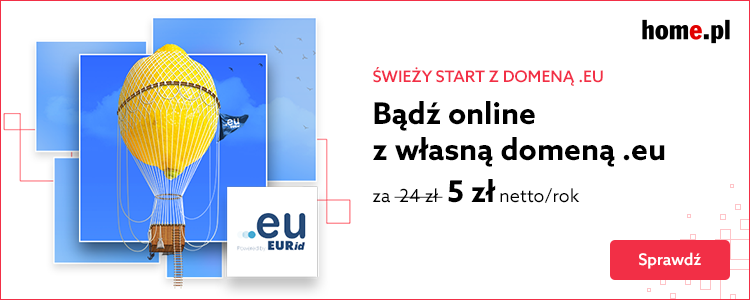 home.pl
ŚWIEŻY START Z DOMENĄ .EU
Bądź online
z własną domeną .eu
za 24 zł 5 zł netto/rok
.eu
.eu
Powered by EURid
Sprawdź